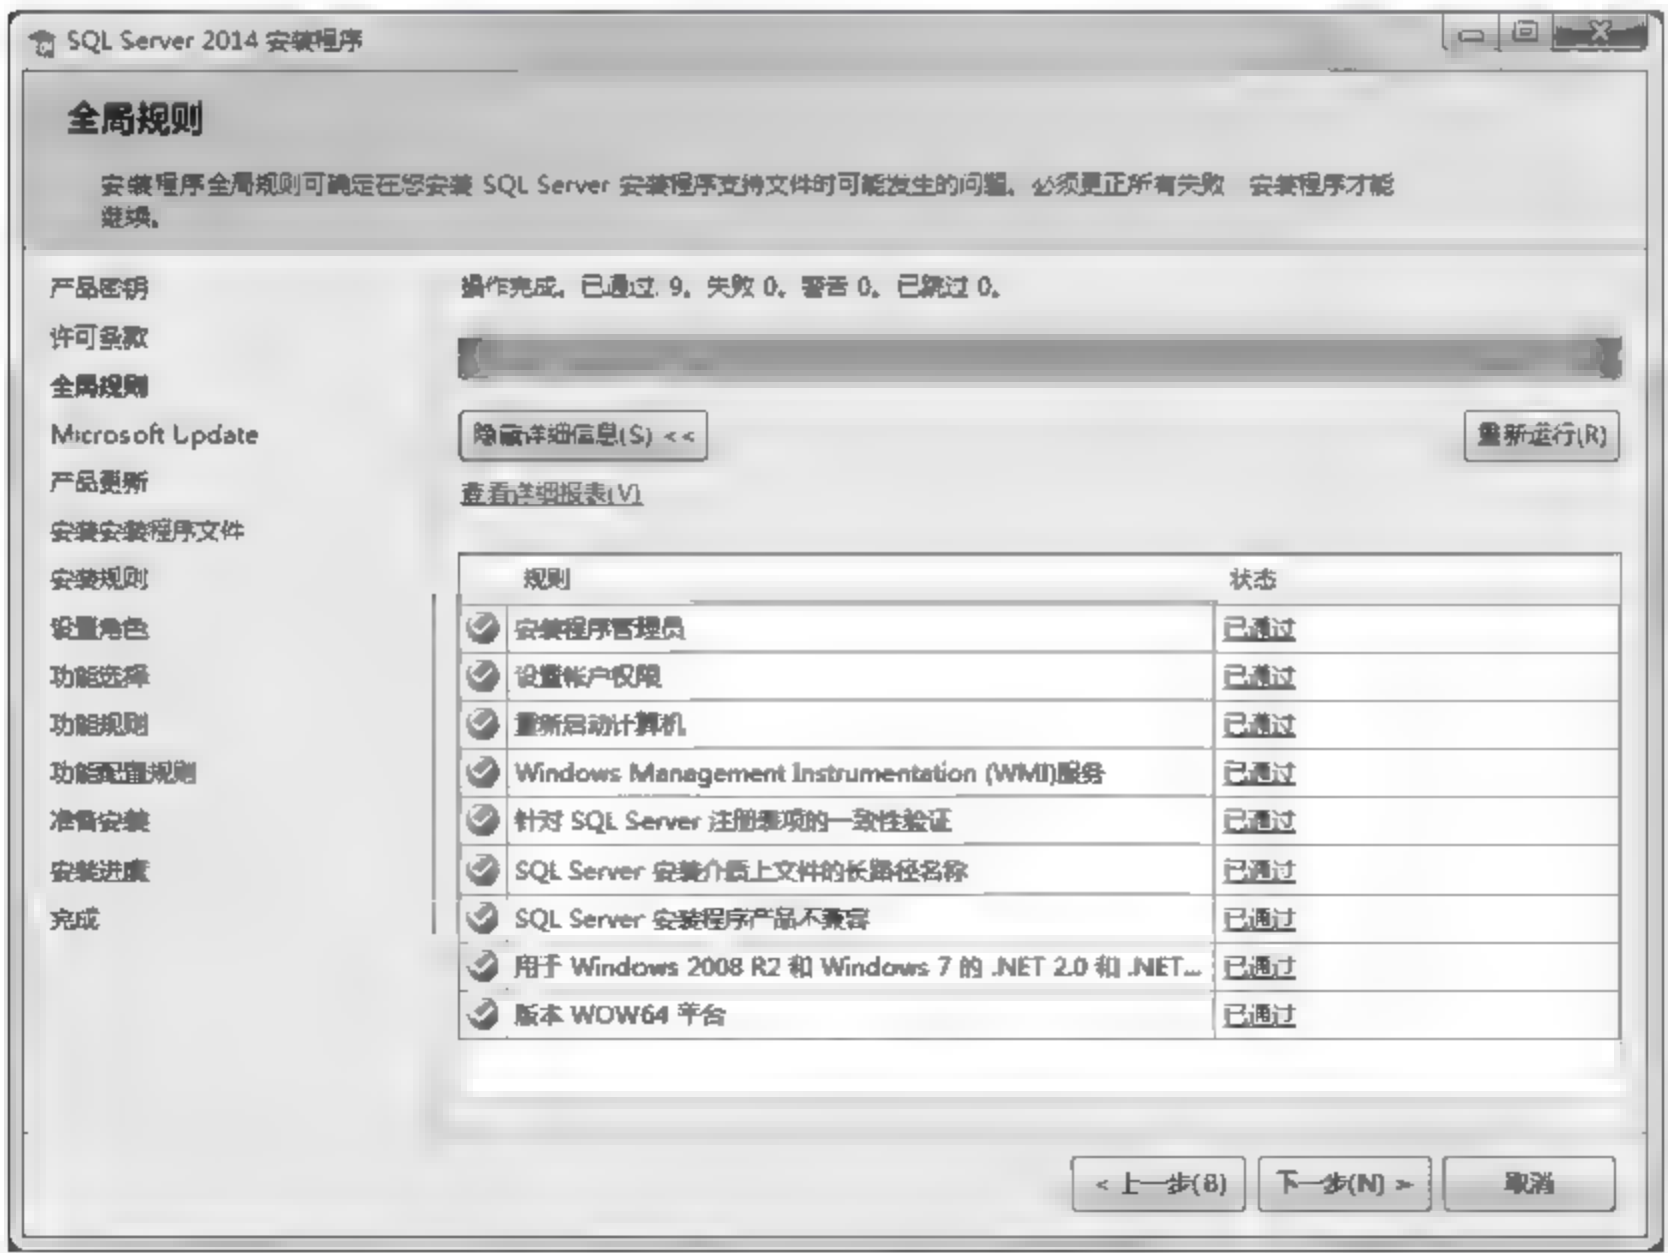 SQL Server 2014 安装程序
全局规则
安装程序全局规则可确定在您安装 SQL Server 安装程序支持文件时可能发生的问题。必须更正所有失败 安装程序才能
继续。
产品密钥
许可条款
全局规则
Microsoft Update
产品更新
安装安装程序文件
安装规则
设置角色
功能选择
功能规则
功能配置规则
准备安装
安装进度
完成
操作完成。已通过: 9。失败 0。警告 0。已跳过 0。
隐藏详细信息(S) <<
重新运行(R)
查看详细报表(V)
规则 状态
安装程序管理员 已通过
设置帐户权限 已通过
重新启动计算机 已通过
Windows Management Instrumentation (WMI)服务 已通过
针对 SQL Server 注册表项的一致性验证 已通过
SQL Server 安装介质上文件的长路径名称 已通过
SQL Server 安装程序产品不兼容 已通过
用于 Windows 2008 R2 和 Windows 7 的 .NET 2.0 和 .NET... 已通过
版本 WOW64 平台 已通过
< 上一步(B)
下一步(N) >
取消